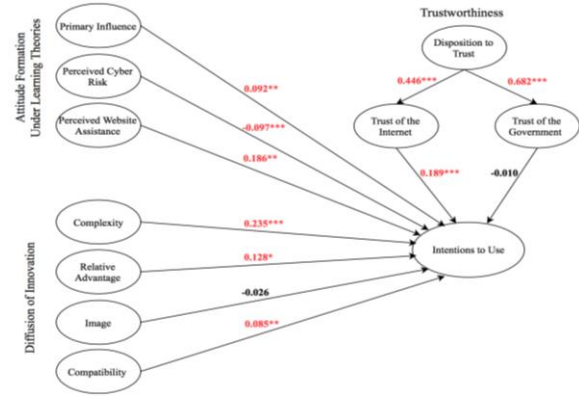 Trustworthiness
Attitude Formation
Under Learning Theories
Primary Influence
Perceived Cyber
Risk
Perceived Website
Assistance
0.092**
-0.097***
0.186**
Disposition to
Trust
0.446***
0.682***
Trust of the
Internet
Trust of the
Government
0.189***
-0.010
Diffusion of Innovation
Complexity
Relative
Advantage
Image
Compatibility
0.235***
0.128*
-0.026
0.085**
Intentions to Use